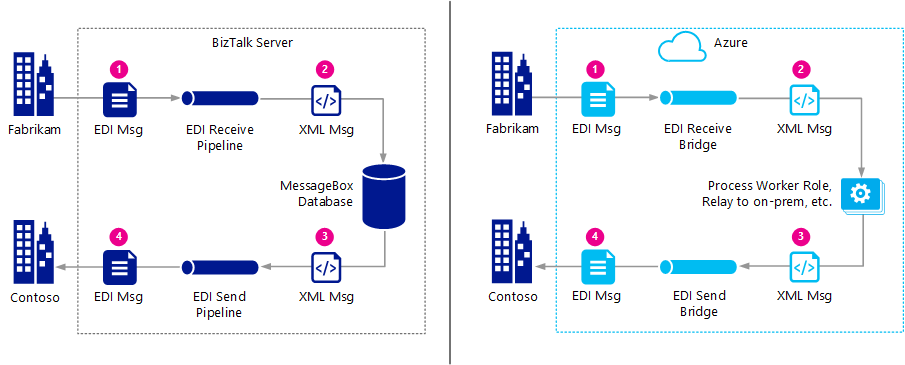 BizTalk Server
1
2
Fabrikam
EDI Msg
EDI Receive
Pipeline
XML Msg
MessageBox
Database
4
3
Contoso
EDI Msg
EDI Send
Pipeline
XML Msg
Azure
1
2
Fabrikam
EDI Msg
EDI Receive
Bridge
XML Msg
Process Worker Role,
Relay to on-prem, etc.
4
3
Contoso
EDI Msg
EDI Send
Bridge
XML Msg